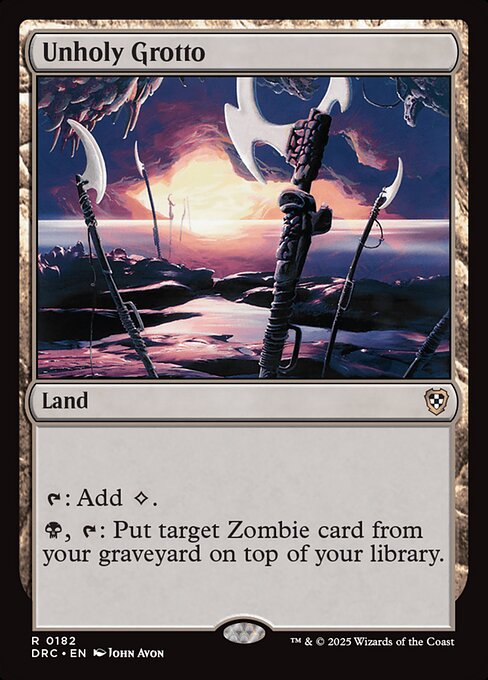 Unholy Grotto
Land
: Add .
, : Put target Zombie card from
your graveyard on top of your library.
R 0182
DRC • EN John Avon
™ & © 2025 Wizards of the Coast